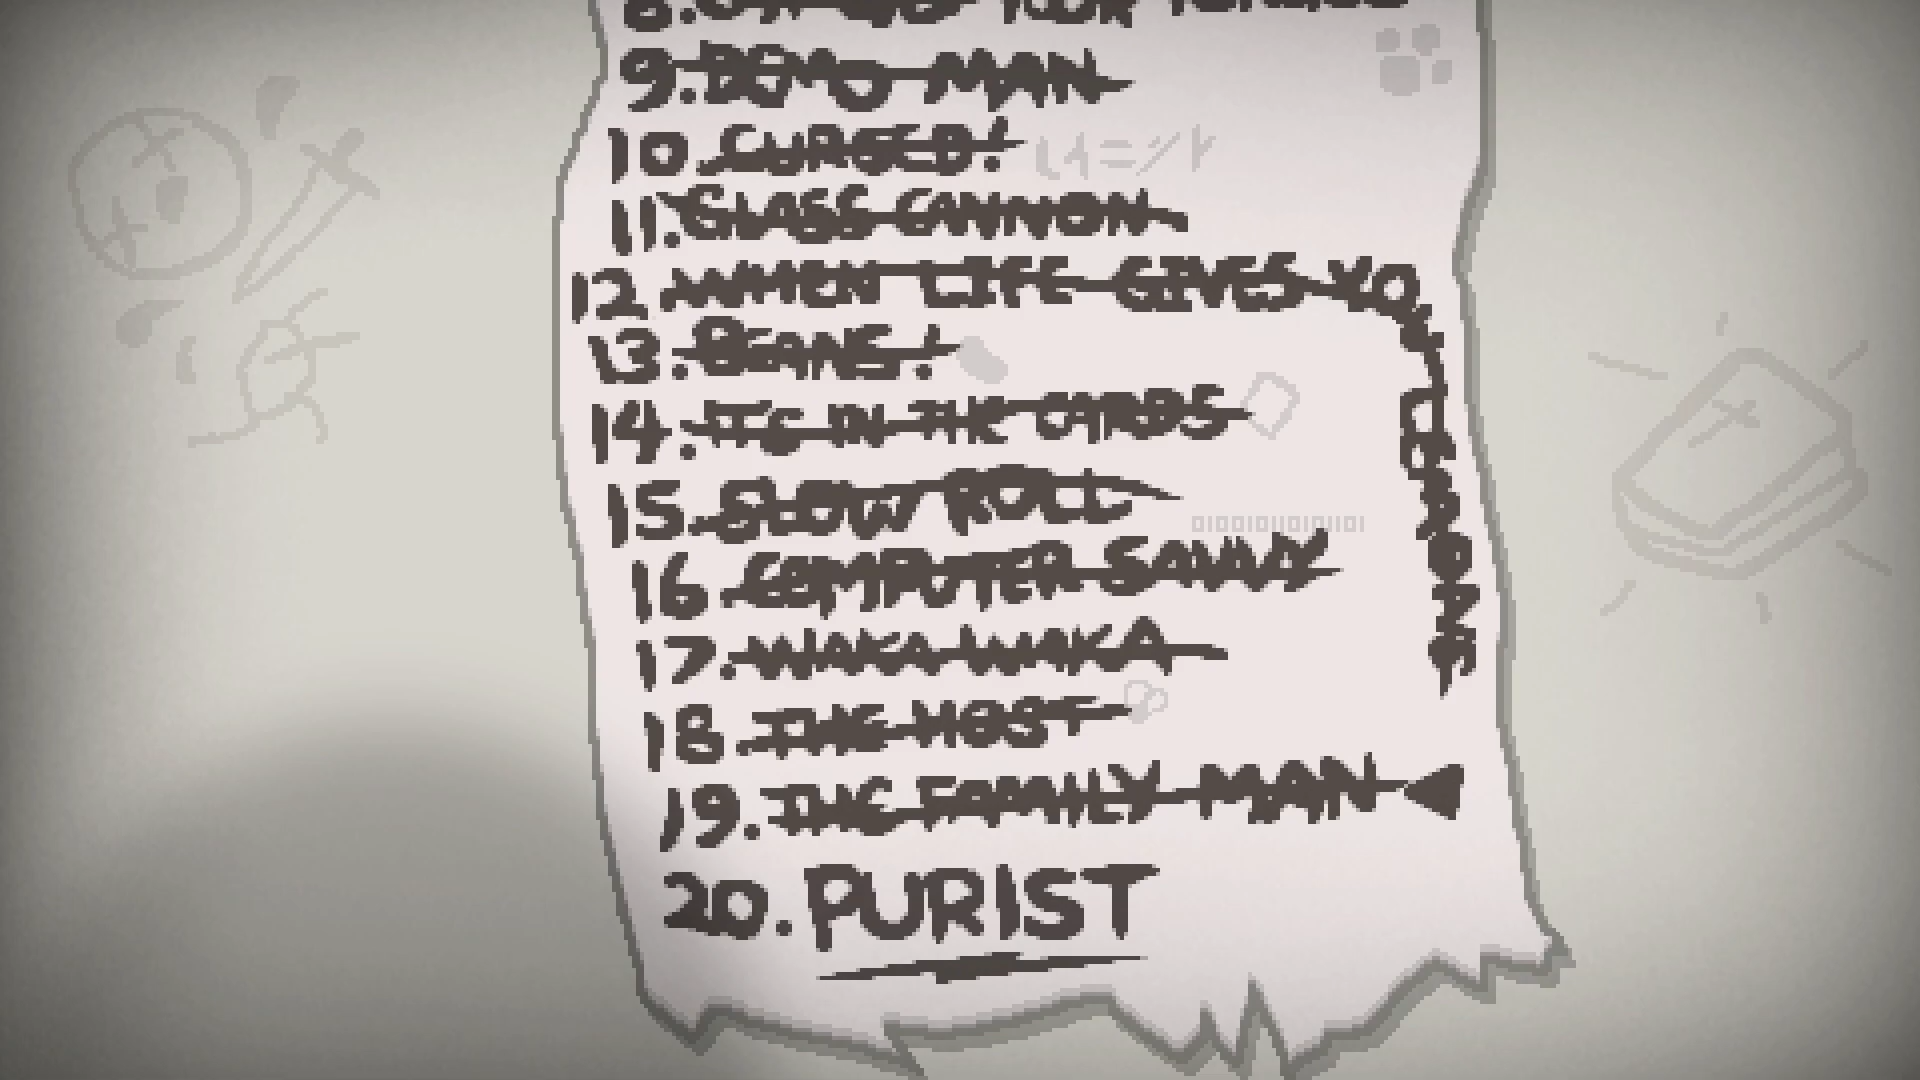 9.DEMO MAN
10.CURSED!
11.GLASS CANNON
12.WHEN LIFE GIVES YOU LEMONS
13.BEANS!
14.ITS IN THE CARDS
15.SLOW ROLL
16.COMPUTER SAVVY
17.WAKA WAKA
18.THE HOST
19.THE FAMILY MAN
20.PURIST